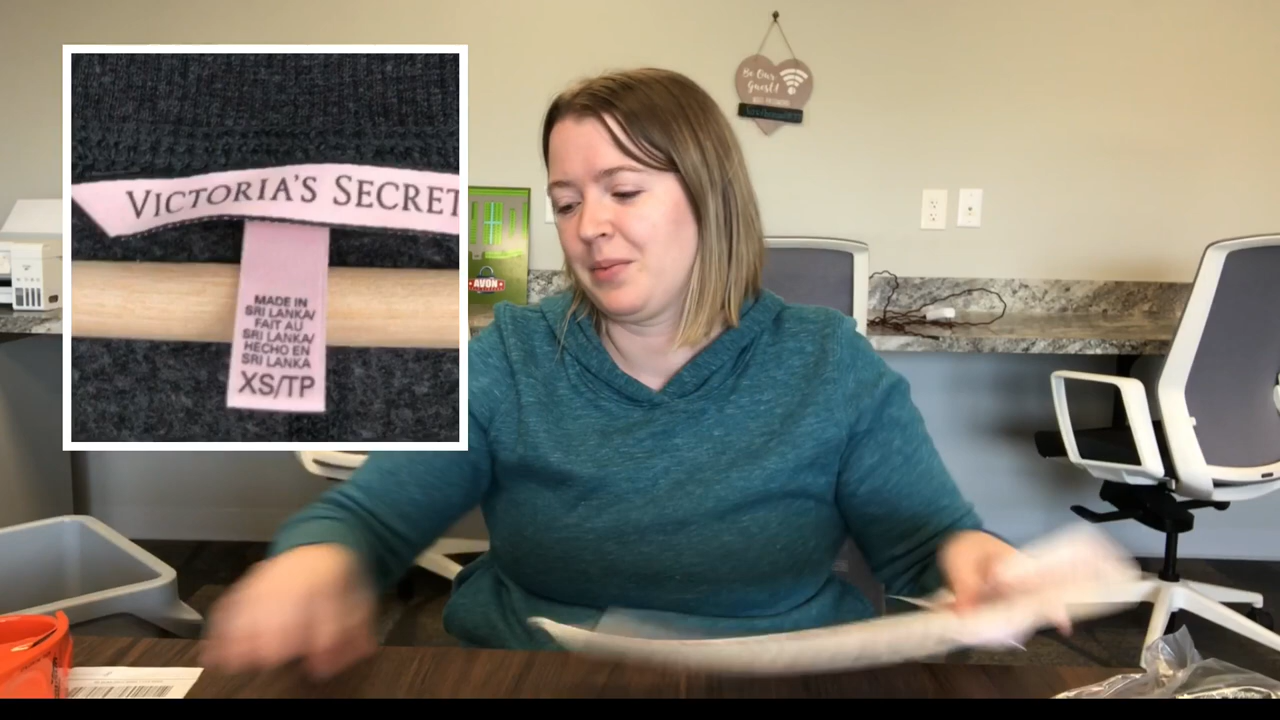 VICTORIA'S SECRET
MADE IN
SRI LANKA/
FAIT AU
SRI LANKA/
HECHO EN
SRI LANKA
XS/TP
Be Our
Guest!
AVON